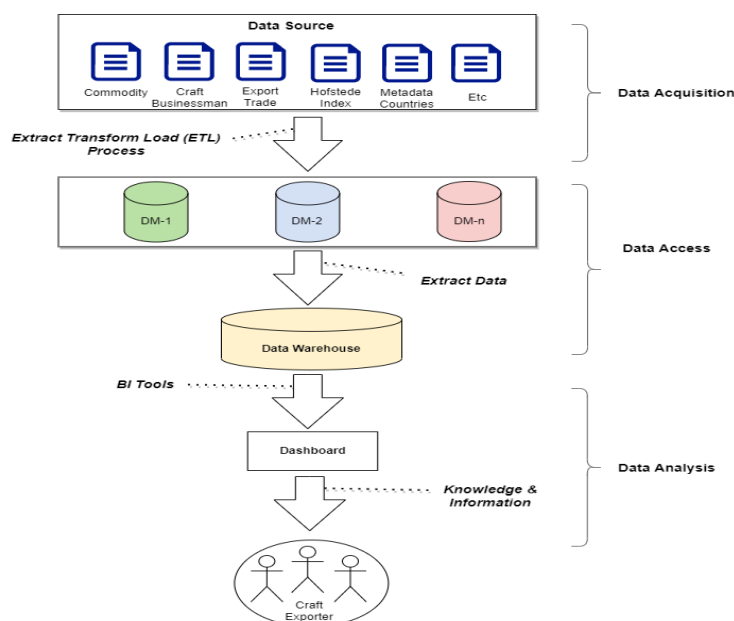 Data Source
Commodity
Craft
Businessman
Export
Trade
Hofstede
Index
Metadata
Countries
Etc
Data Acquisition
Extract Transform Load (ETL)
Process
DM-1
DM-2
DM-n
Data Access
Extract Data
Data Warehouse
BI Tools
Dashboard
Data Analysis
Knowledge &
Information
Craft
Exporter